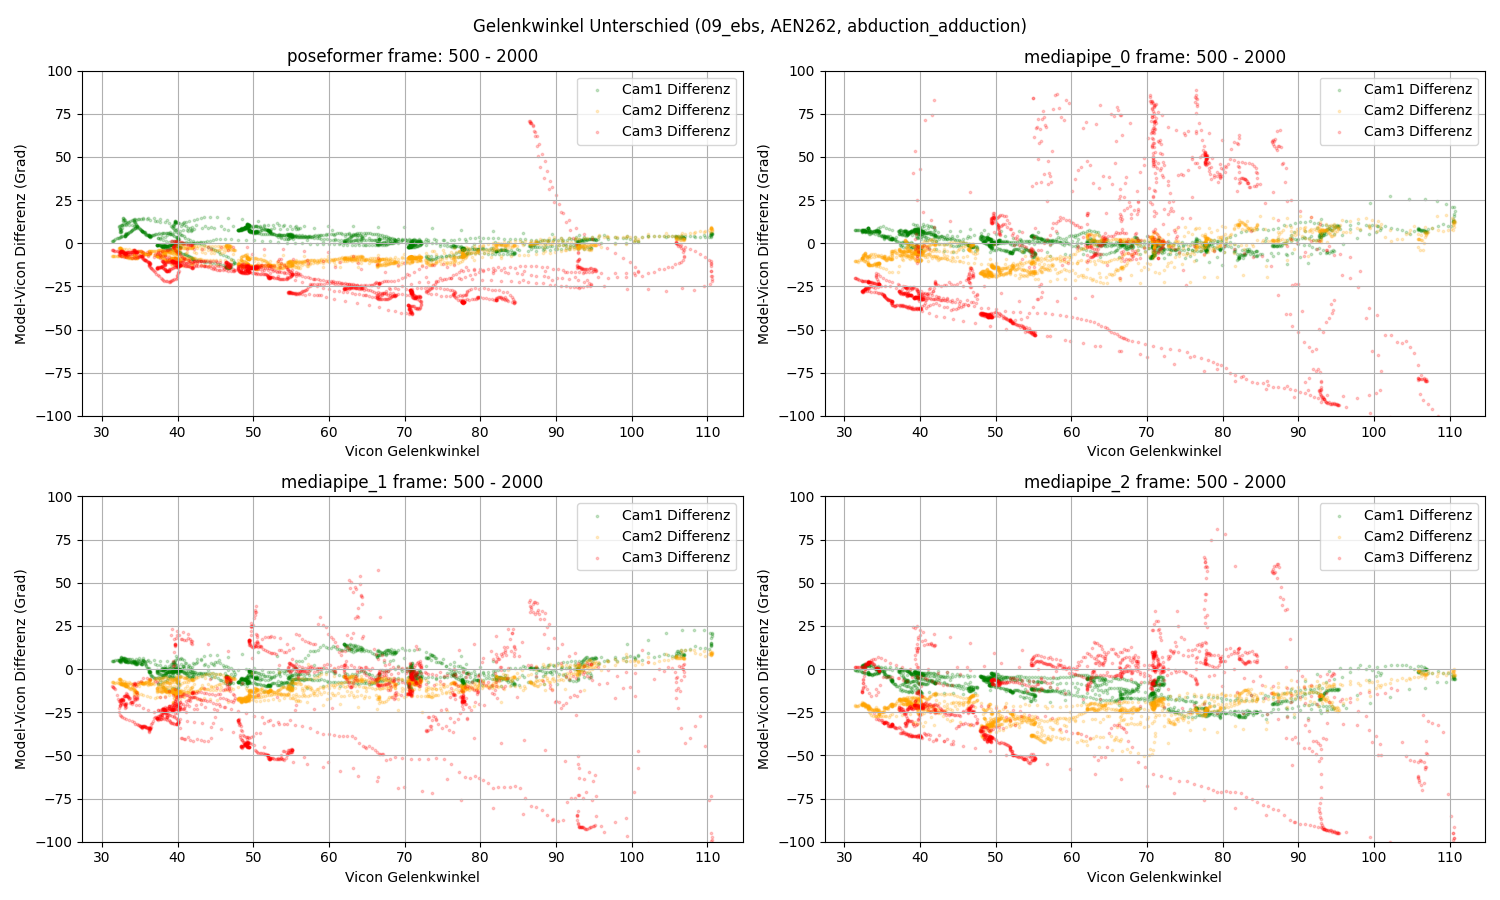 Gelenkwinkel Unterschied (09_ebs, AEN262, abduction_adduction)
poseformer frame: 500 - 2000
Model-Vicon Differenz (Grad)
100
75
50
25
0
−25
−50
−75
−100
Cam1 Differenz
Cam2 Differenz
Cam3 Differenz
30 40 50 60 70 80 90 100 110
Vicon Gelenkwinkel
mediapipe_0 frame: 500 - 2000
Model-Vicon Differenz (Grad)
100
75
50
25
0
−25
−50
−75
−100
Cam1 Differenz
Cam2 Differenz
Cam3 Differenz
30 40 50 60 70 80 90 100 110
Vicon Gelenkwinkel
mediapipe_1 frame: 500 - 2000
Model-Vicon Differenz (Grad)
100
75
50
25
0
−25
−50
−75
−100
Cam1 Differenz
Cam2 Differenz
Cam3 Differenz
30 40 50 60 70 80 90 100 110
Vicon Gelenkwinkel
mediapipe_2 frame: 500 - 2000
Model-Vicon Differenz (Grad)
100
75
50
25
0
−25
−50
−75
−100
Cam1 Differenz
Cam2 Differenz
Cam3 Differenz
30 40 50 60 70 80 90 100 110
Vicon Gelenkwinkel